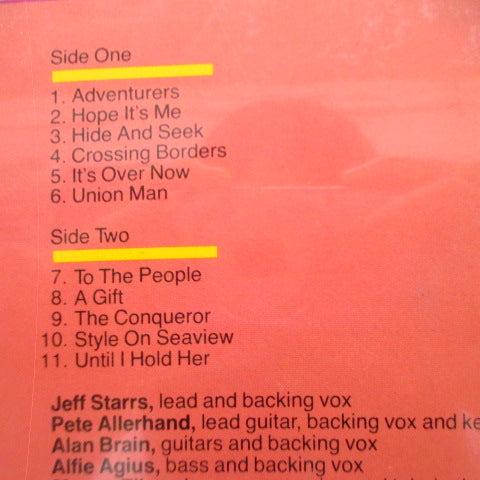 Side One
1. Adventurers
2. Hope It's Me
3. Hide And Seek
4. Crossing Borders
5. It's Over Now
6. Union Man
Side Two
7. To The People
8. A Gift
9. The Conqueror
10. Style On Seaview
11. Until I Hold Her
Jeff Starrs, lead and backing vox
Pete Allerhand, lead guitar, backing vox and ke
Alan Brain, guitars and backing vox
Alfie Agius, bass and backing vox